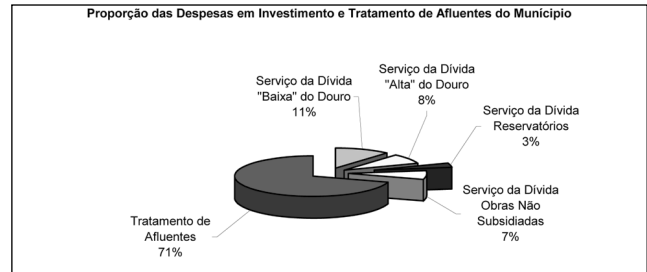 Proporção das Despesas em Investimento e Tratamento de Afluentes do Munícipio
Serviço da Dívida
"Baixa" do Douro
11%
Serviço da Dívida
"Alta" do Douro
8%
Serviço da Dívida
Reservatórios
3%
Serviço da Dívida
Obras Não
Subsidiadas
7%
Tratamento de
Afluentes
71%